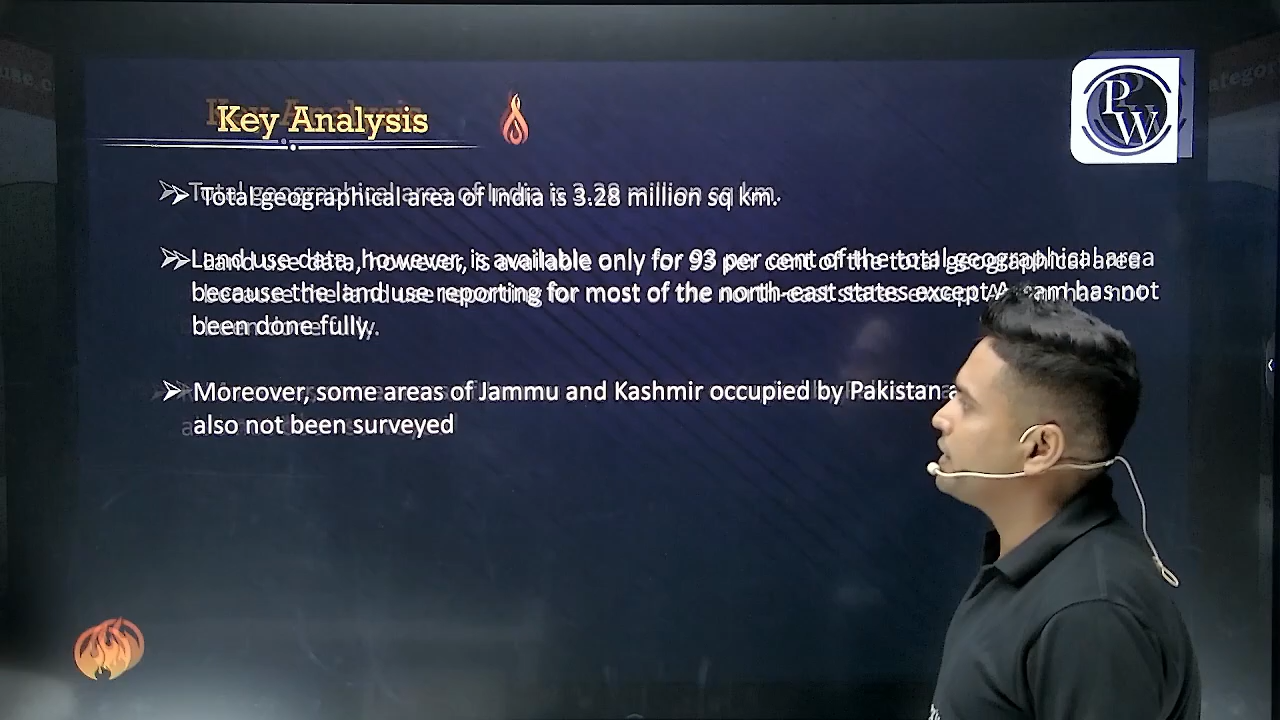 Key Analysis
PW
Total geographical area of India is 3.28 million sq km.
Land use data, however, is available only for 93 per cent of the total geographical area
because the land use reporting for most of the north-east states except Assam has not
been done fully.
Moreover, some areas of Jammu and Kashmir occupied by Pakistan
also not been surveyed